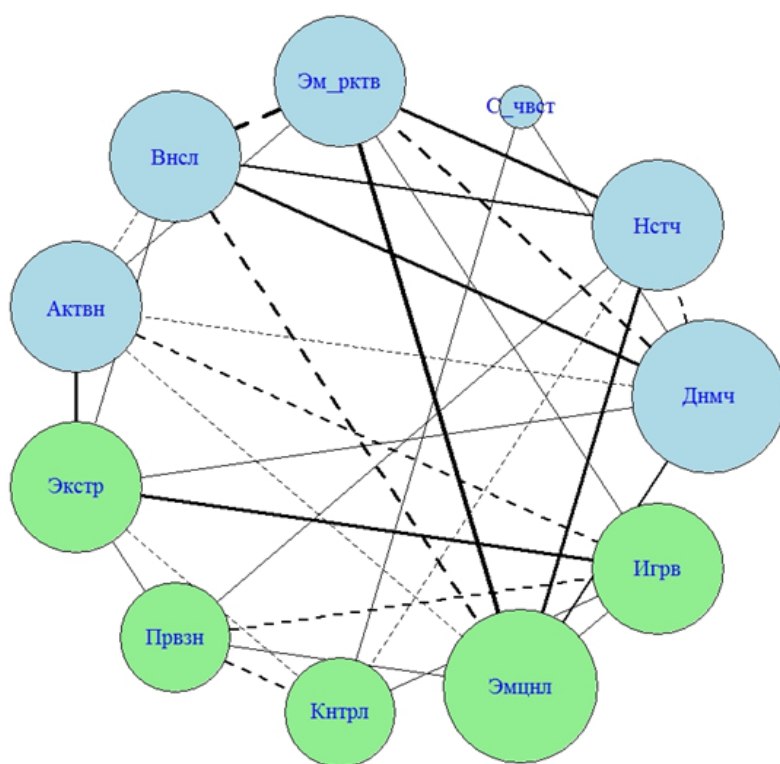 Эм_рктв
С_чвст
Внсл
Нстч
Актвн
Днмч
Экстр
Игрв
Првзн
Эмцнл
Кнтрл